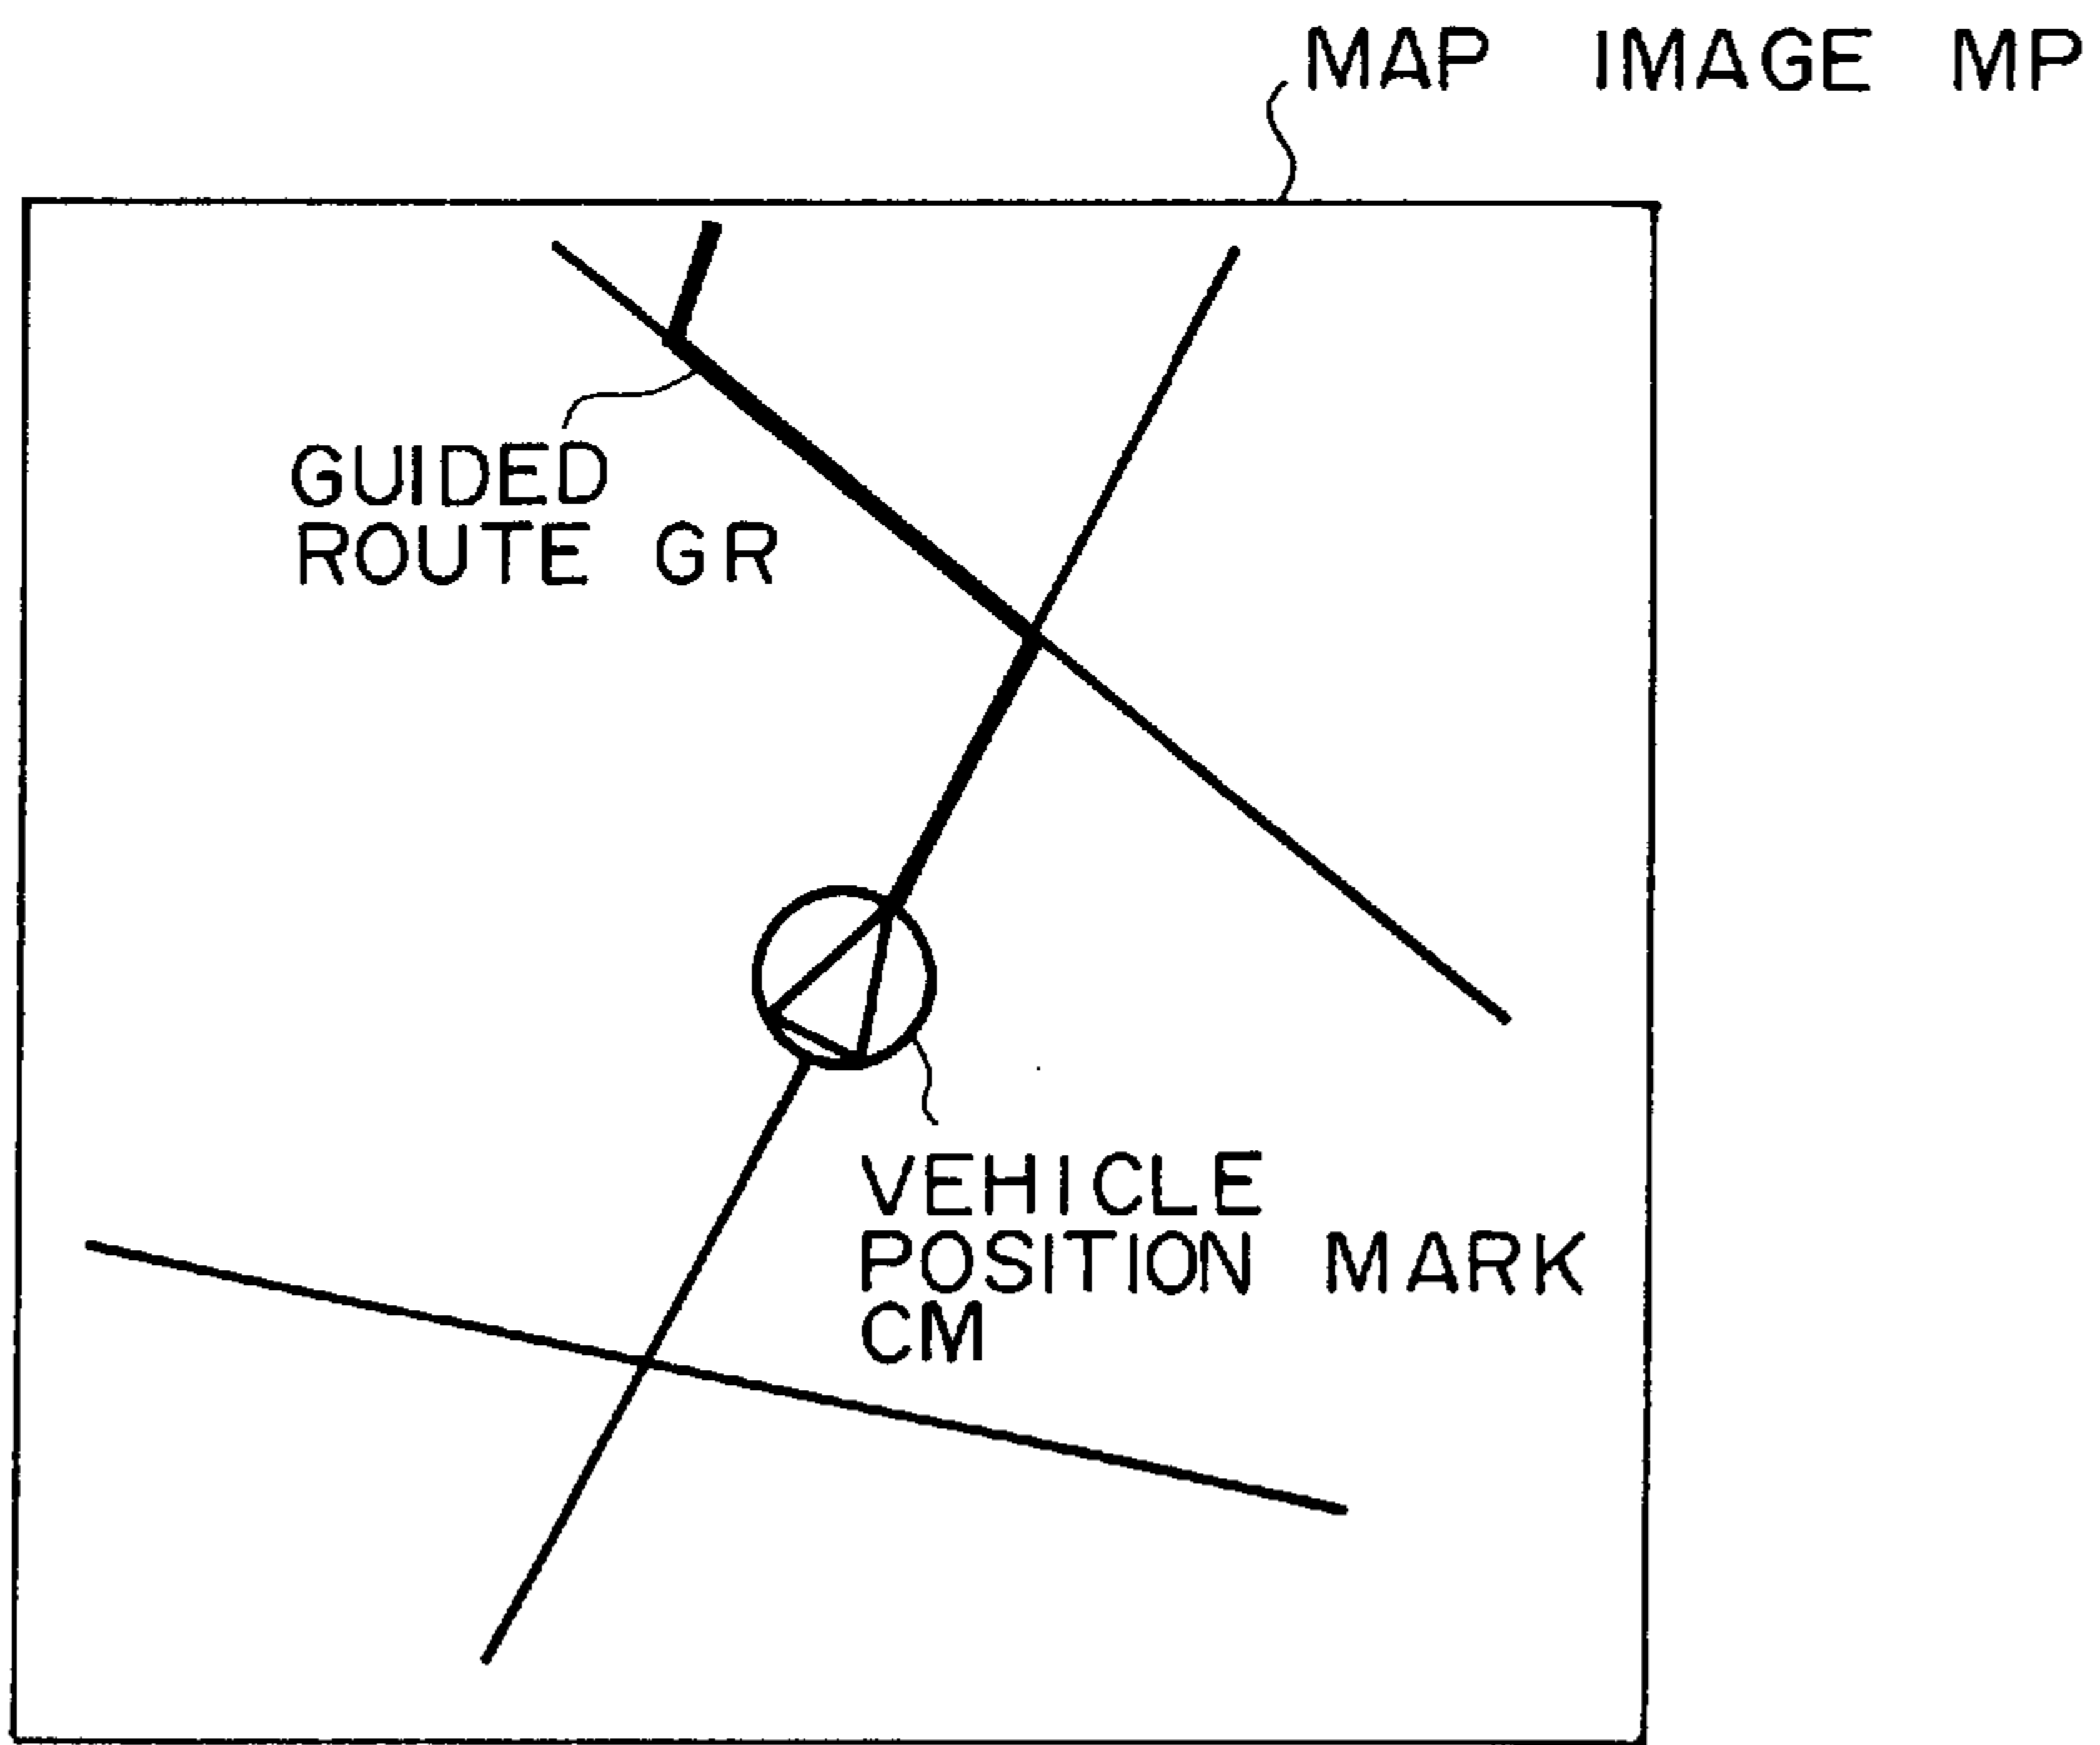 MAP IMAGE MP
GUIDED
ROUTE GR
VEHICLE
POSITION MARK
CM